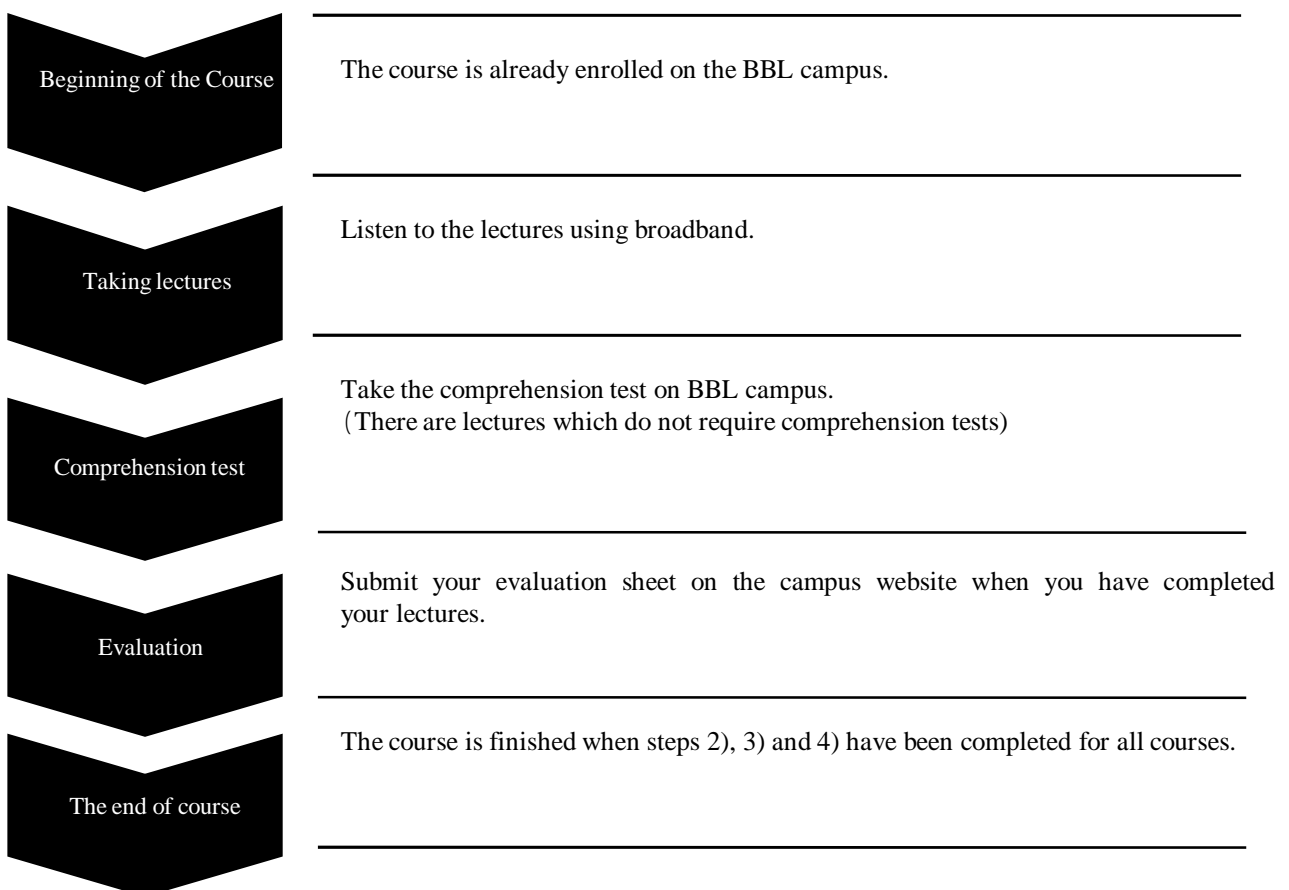 Beginning of the Course
The course is already enrolled on the BBL campus.
Taking lectures
Listen to the lectures using broadband.
Comprehension test
Take the comprehension test on BBL campus.
(There are lectures which do not require comprehension tests)
Evaluation
Submit your evaluation sheet on the campus website when you have completed
your lectures.
The end of course
The course is finished when steps 2), 3) and 4) have been completed for all courses.